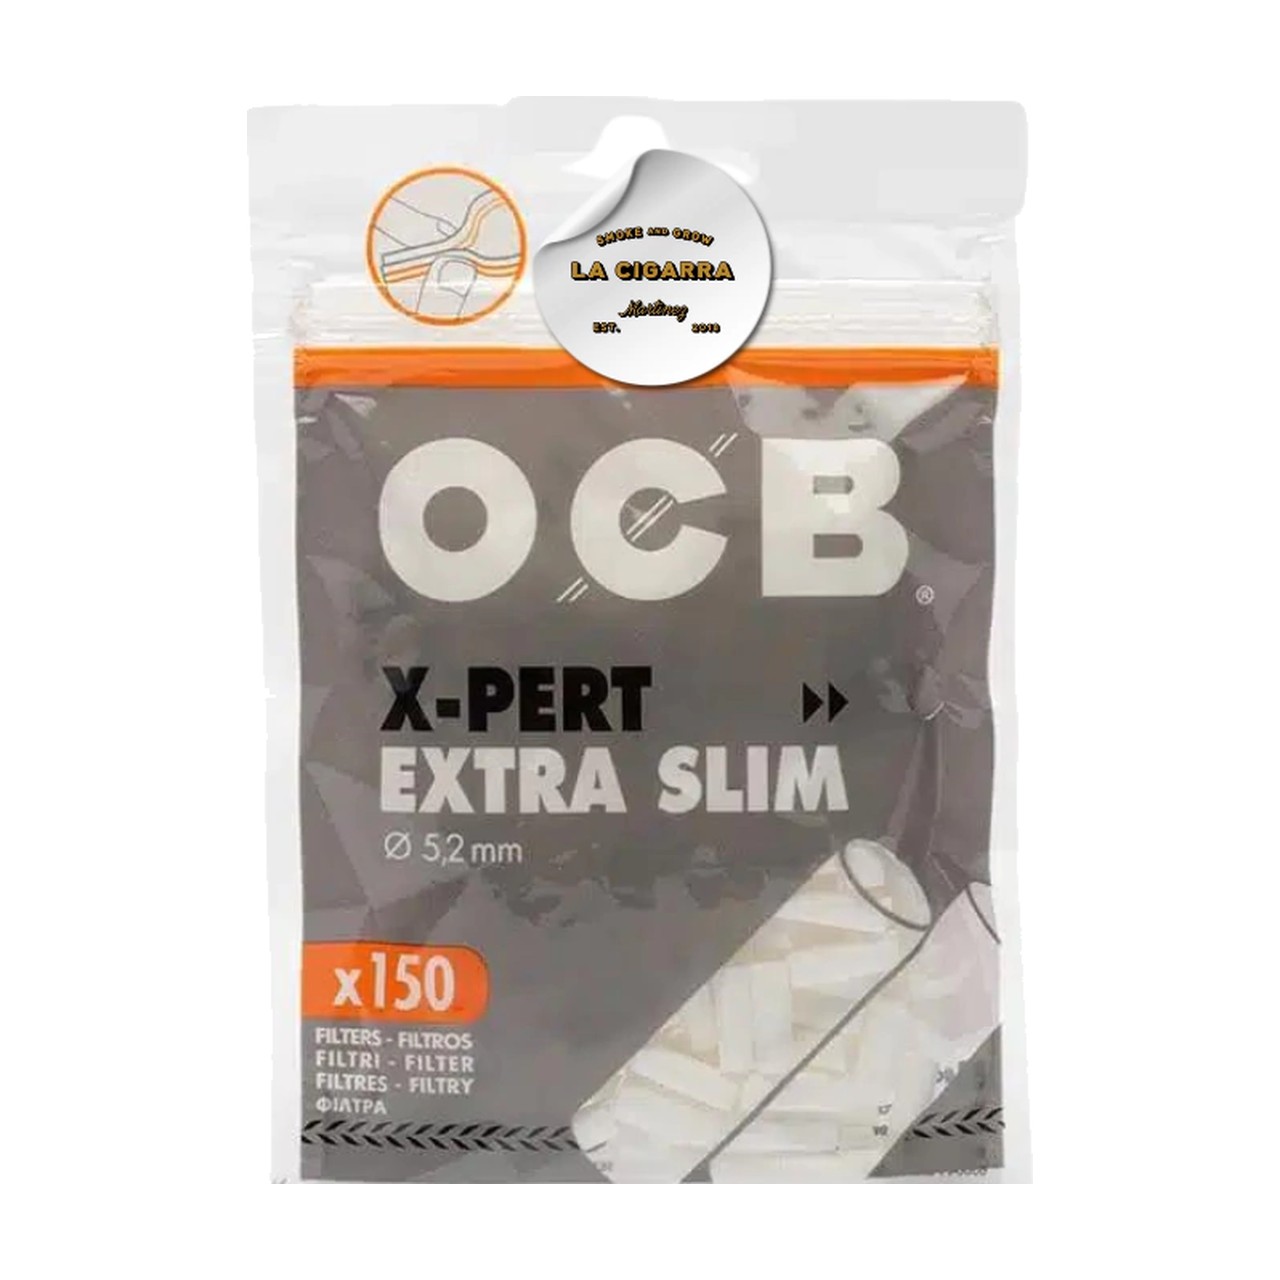 SMOKE AND GROW
LA CIGARRA
Martinez
EST. 2018
OCB®
X-PERT
EXTRA SLIM
Ø 5,2 mm
x150
FILTERS - FILTROS
FILTRI - FILTER
FILTRES - FILTRY
ΦΙΛΤΡΑ